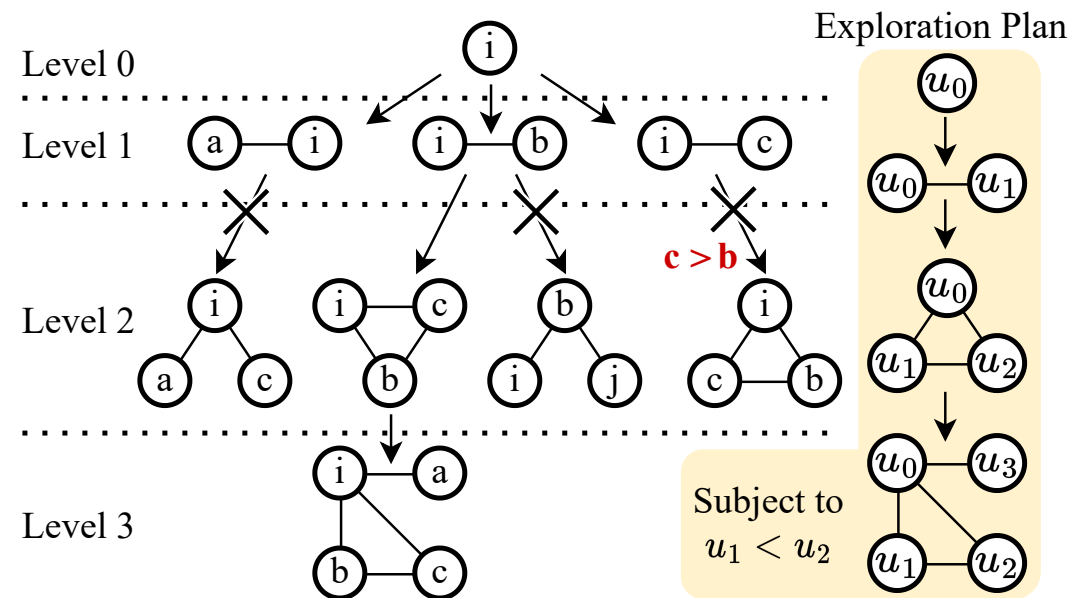 Exploration Plan
Level 0
i
u₀
Level 1
a i
i b
i c
u₀ u₁
c > b
Level 2
i
a c
i c
b
b
i j
i
c b
u₀
u₁ u₂
Level 3
i a
b c
Subject to
u₁ < u₂
u₀ u₃
u₁ u₂